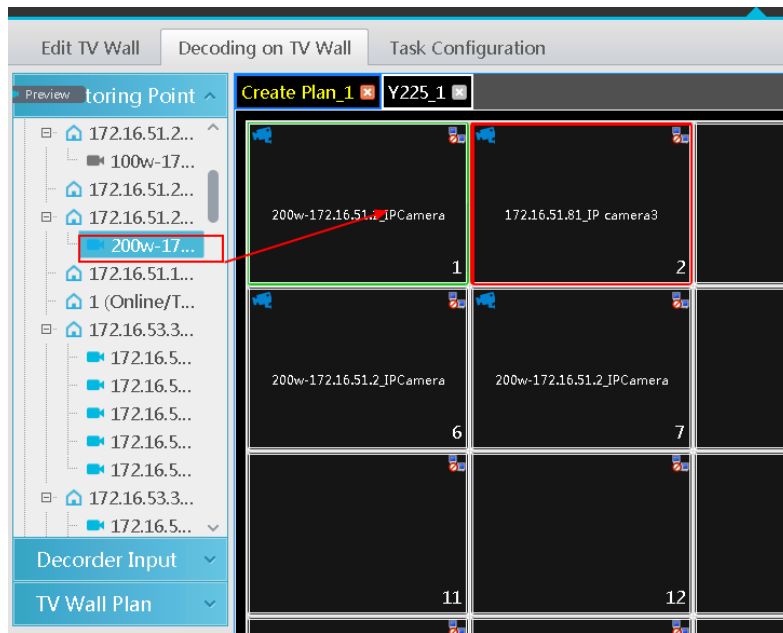 Edit TV Wall
Decoding on TV Wall
Task Configuration
Preview
toring Point
Create Plan_1
Y225_1
172.16.51.2...
100w-17...
172.16.51.2...
172.16.51.2...
200w-17...
172.16.51.1...
1 (Online/T...
172.16.53.3...
172.16.5...
172.16.5...
172.16.5...
172.16.5...
172.16.5...
172.16.53.3...
172.16.5...
Decorder Input
TV Wall Plan
200w-172.16.51.2_IPCamera
1
172.16.51.81_IP camera3
2
200w-172.16.51.2_IPCamera
6
200w-172.16.51.2_IPCamera
7
11
12